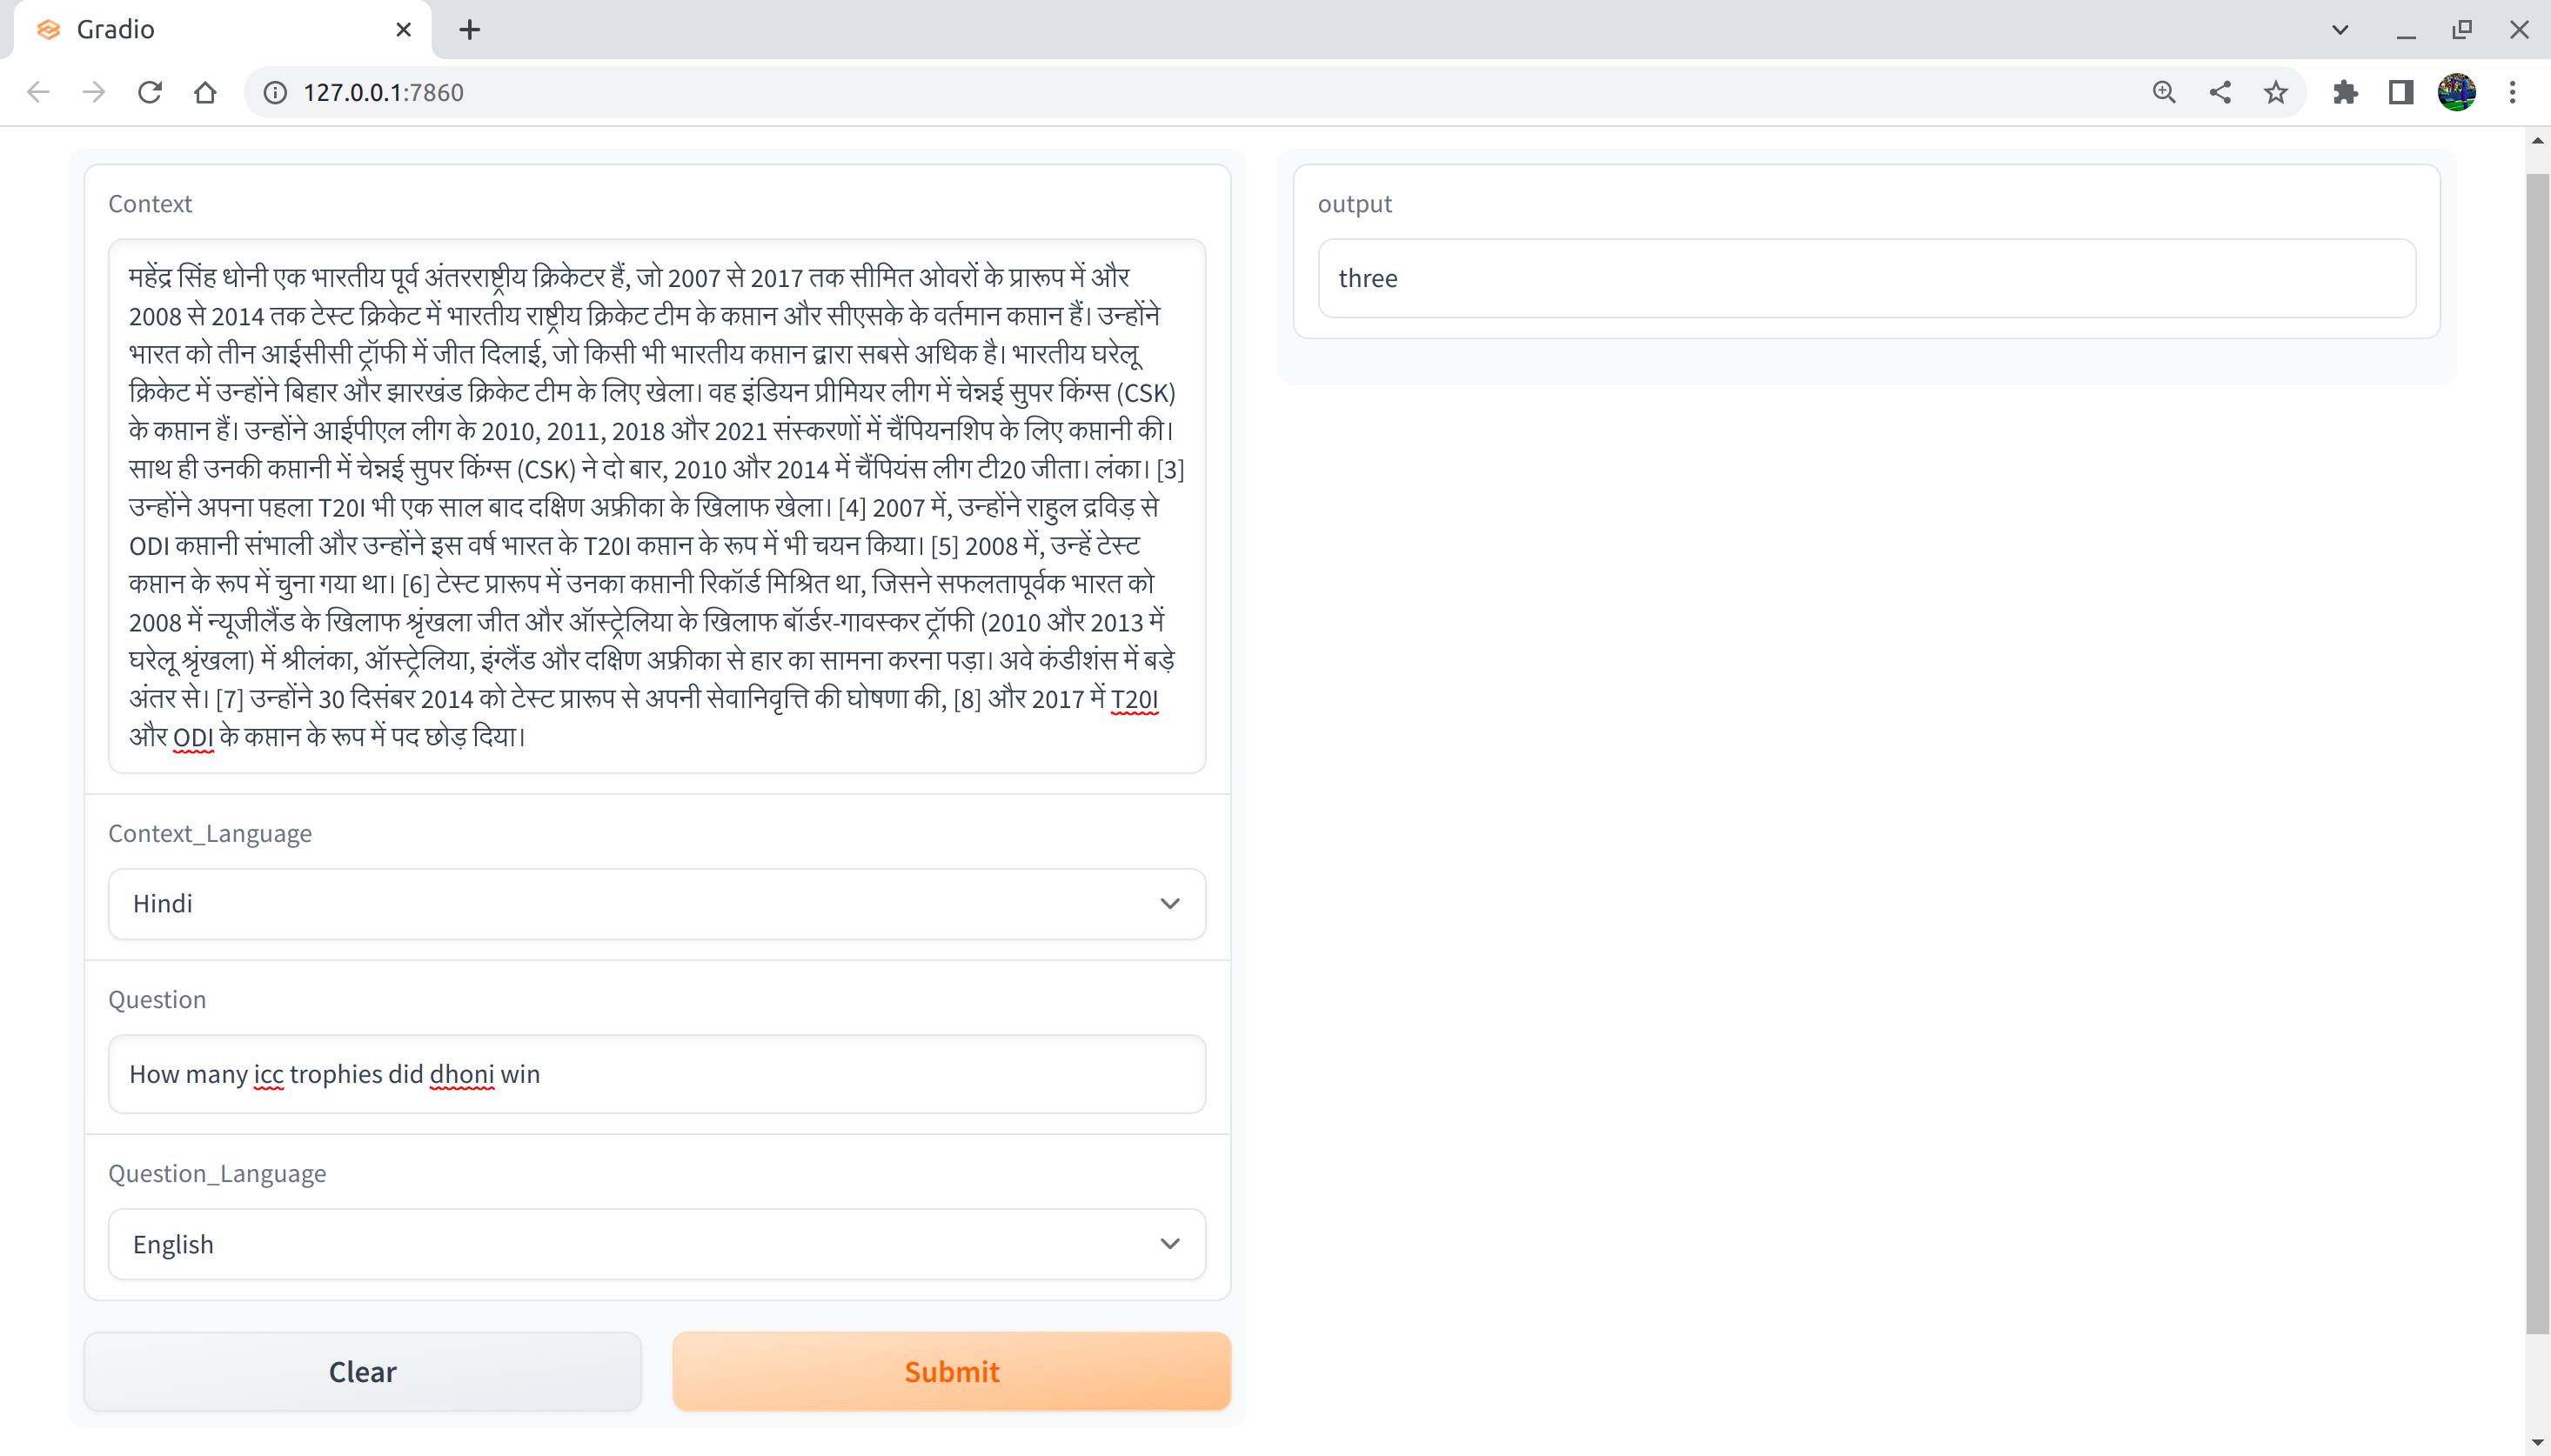 Gradio
127.0.0.1:7860
Context
महेंद्र सिंह धोनी एक भारतीय पूर्व अंतरराष्ट्रीय क्रिकेटर हैं, जो 2007 से 2017 तक सीमित ओवरों के प्रारूप में और
2008 से 2014 तक टेस्ट क्रिकेट में भारतीय राष्ट्रीय क्रिकेट टीम के कप्तान और सीएसके के वर्तमान कप्तान हैं। उन्होंने
भारत को तीन आईसीसी ट्रॉफी में जीत दिलाई, जो किसी भी भारतीय कप्तान द्वारा सबसे अधिक है। भारतीय घरेलू
क्रिकेट में उन्होंने बिहार और झारखंड क्रिकेट टीम के लिए खेला। वह इंडियन प्रीमियर लीग में चेन्नई सुपर किंग्स (CSK)
के कप्तान हैं। उन्होंने आईपीएल लीग के 2010, 2011, 2018 और 2021 संस्करणों में चैंपियनशिप के लिए कप्तानी की।
साथ ही उनकी कप्तानी में चेन्नई सुपर किंग्स (CSK) ने दो बार, 2010 और 2014 में चैंपियंस लीग टी20 जीता। लंका। [3]
उन्होंने अपना पहला T20I भी एक साल बाद दक्षिण अफ्रीका के खिलाफ खेला। [4] 2007 में, उन्होंने राहुल द्रविड़ से
ODI कप्तानी संभाली और उन्होंने इस वर्ष भारत के T20I कप्तान के रूप में भी चयन किया। [5] 2008 में, उन्हें टेस्ट
कप्तान के रूप में चुना गया था। [6] टेस्ट प्रारूप में उनका कप्तानी रिकॉर्ड मिश्रित था, जिसने सफलतापूर्वक भारत को
2008 में न्यूजीलैंड के खिलाफ श्रृंखला जीत और ऑस्ट्रेलिया के खिलाफ बॉर्डर-गावस्कर ट्रॉफी (2010 और 2013 में
घरेलू श्रृंखला) में श्रीलंका, ऑस्ट्रेलिया, इंग्लैंड और दक्षिण अफ्रीका से हार का सामना करना पड़ा। अवे कंडीशंस में बड़े
अंतर से। [7] उन्होंने 30 दिसंबर 2014 को टेस्ट प्रारूप से अपनी सेवानिवृत्ति की घोषणा की, [8] और 2017 में T20I
और ODI के कप्तान के रूप में पद छोड़ दिया।
Context_Language
Hindi
Question
How many icc trophies did dhoni win
Question_Language
English
Clear
Submit
output
three